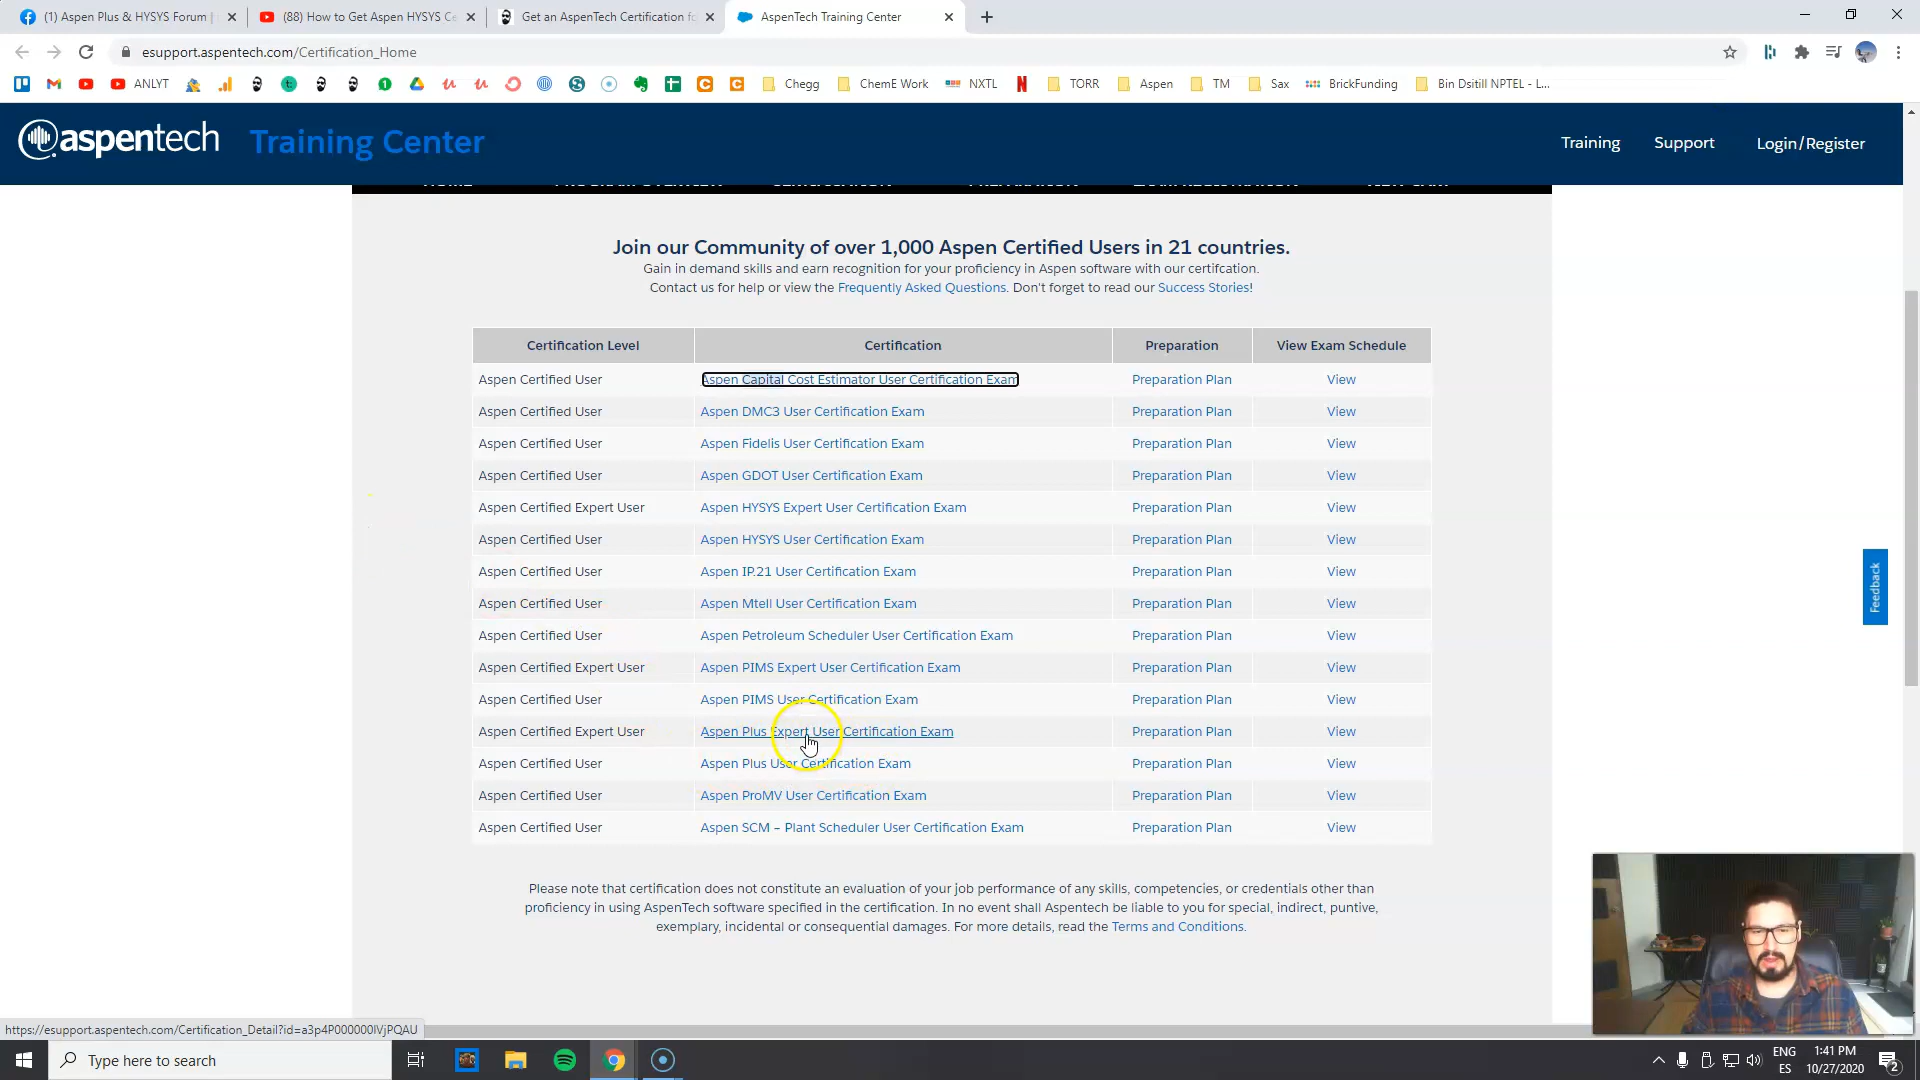 (1) Aspen Plus & HYSYS Forum |
(88) How to Get Aspen HYSYS Ce
Get an AspenTech Certification fo
AspenTech Training Center
esupport.aspentech.com/Certification_Home
ANLYT
Chegg
ChemE Work
NXTL
TORR
Aspen
TM
Sax
BrickFunding
Bin Dsitill NPTEL - L...
aspentech
Training Center
Training
Support
Login/Register
Join our Community of over 1,000 Aspen Certified Users in 21 countries.
Gain in demand skills and earn recognition for your proficiency in Aspen software with our certifcation.
Contact us for help or view the Frequently Asked Questions. Don't forget to read our Success Stories!
Certification Level Certification Preparation View Exam Schedule
Aspen Certified User Aspen Capital Cost Estimator User Certification Exam Preparation Plan View
Aspen Certified User Aspen DMC3 User Certification Exam Preparation Plan View
Aspen Certified User Aspen Fidelis User Certification Exam Preparation Plan View
Aspen Certified User Aspen GDOT User Certification Exam Preparation Plan View
Aspen Certified Expert User Aspen HYSYS Expert User Certification Exam Preparation Plan View
Aspen Certified User Aspen HYSYS User Certification Exam Preparation Plan View
Aspen Certified User Aspen IP.21 User Certification Exam Preparation Plan View
Aspen Certified User Aspen Mtell User Certification Exam Preparation Plan View
Aspen Certified User Aspen Petroleum Scheduler User Certification Exam Preparation Plan View
Aspen Certified Expert User Aspen PIMS Expert User Certification Exam Preparation Plan View
Aspen Certified User Aspen PIMS User Certification Exam Preparation Plan View
Aspen Certified Expert User Aspen Plus Expert User Certification Exam Preparation Plan View
Aspen Certified User Aspen Plus User Certification Exam Preparation Plan View
Aspen Certified User Aspen ProMV User Certification Exam Preparation Plan View
Aspen Certified User Aspen SCM – Plant Scheduler User Certification Exam Preparation Plan View
Feedback
Please note that certification does not constitute an evaluation of your job performance of any skills, competencies, or credentials other than
proficiency in using AspenTech software specified in the certification. In no event shall Aspentech be liable to you for special, indirect, puntive,
exemplary, incidental or consequential damages. For more details, read the Terms and Conditions.
https://esupport.aspentech.com/Certification_Detail?id=a3p4P000000IVjPQAU
Type here to search
ENG
ES
1:41 PM
10/27/2020
2